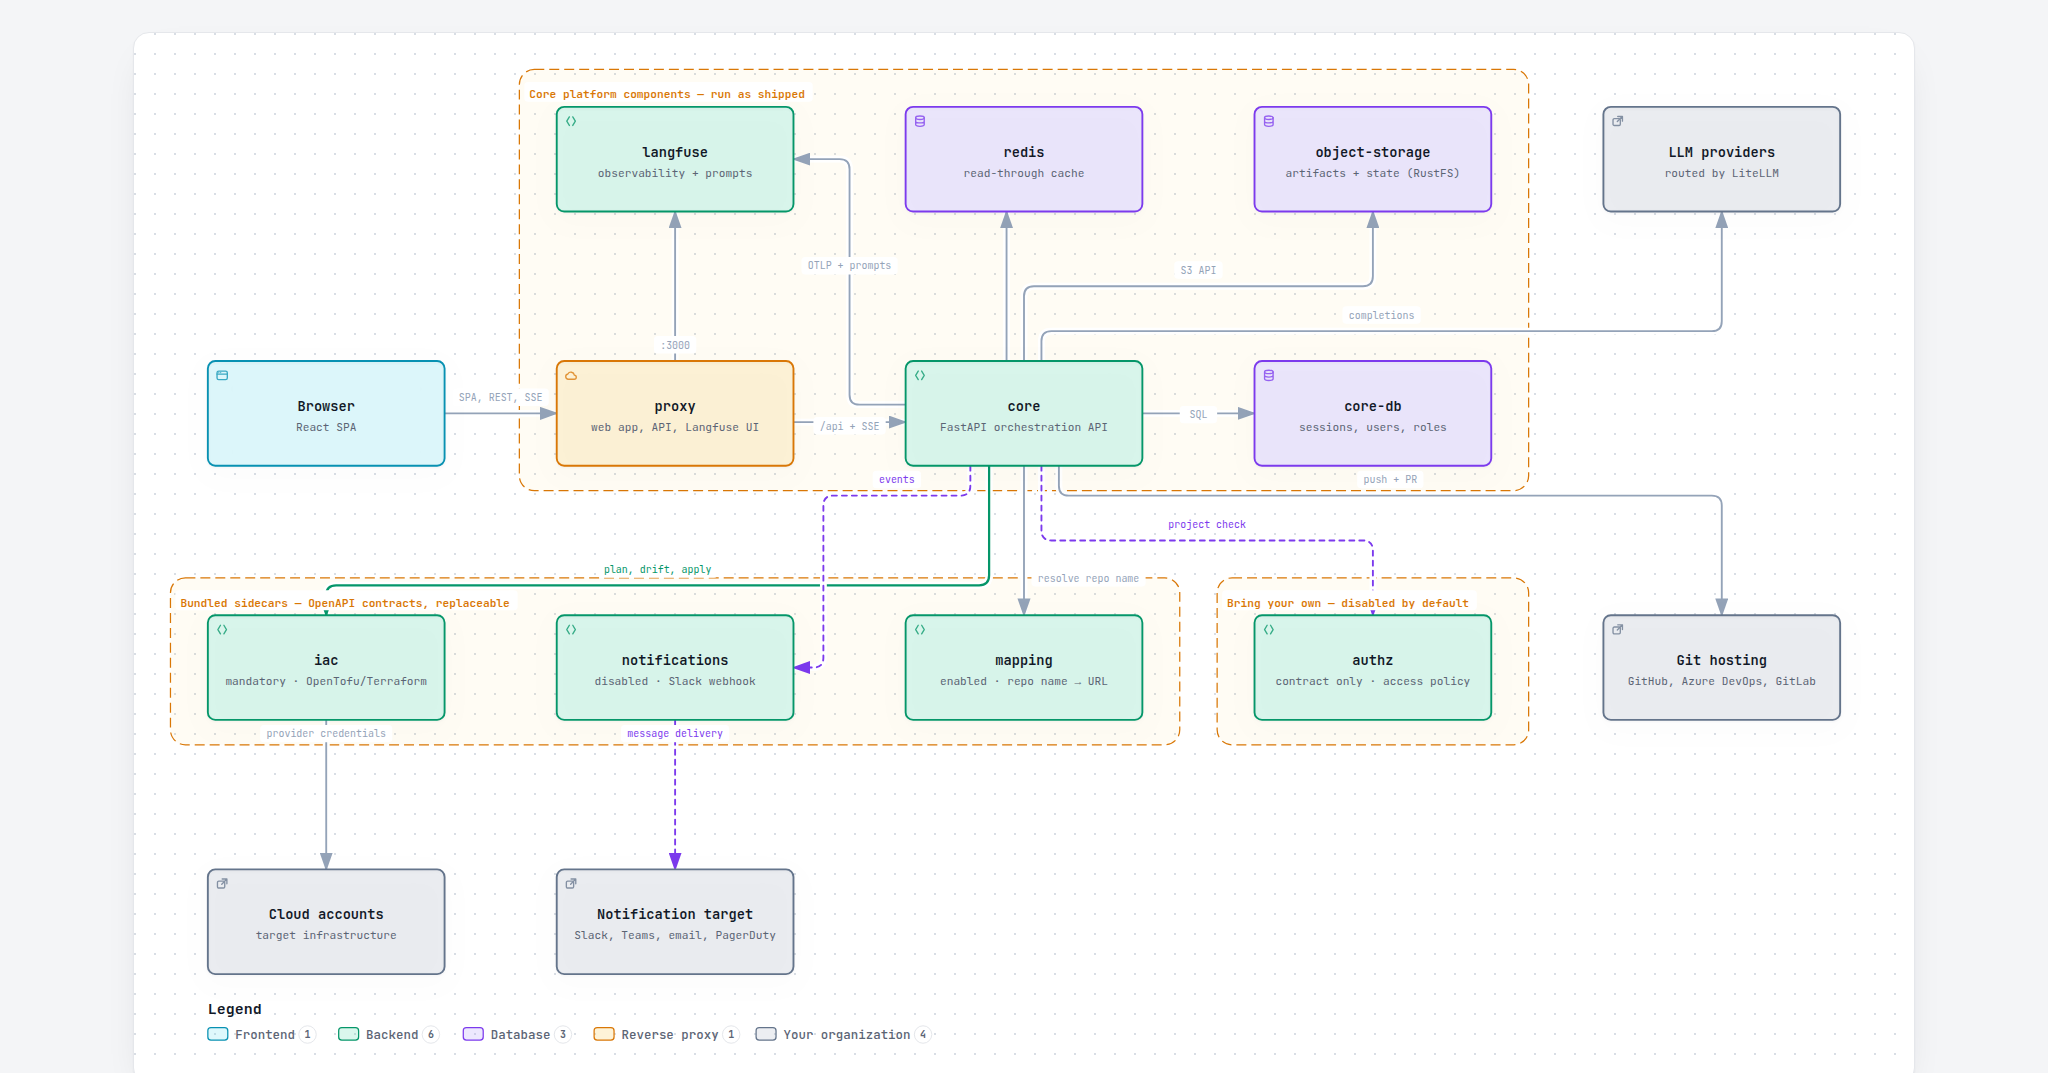 Core platform components — run as shipped
langfuse
observability + prompts
redis
read-through cache
object-storage
artifacts + state (RustFS)
LLM providers
routed by LiteLLM
OTLP + prompts
S3 API
completions
:3000
Browser
React SPA
SPA, REST, SSE
proxy
web app, API, Langfuse UI
/api + SSE
core
FastAPI orchestration API
SQL
core-db
sessions, users, roles
events
push + PR
project check
plan, drift, apply
resolve repo name
Bundled sidecars — OpenAPI contracts, replaceable
Bring your own — disabled by default
iac
mandatory · OpenTofu/Terraform
notifications
disabled · Slack webhook
mapping
enabled · repo name → URL
authz
contract only · access policy
Git hosting
GitHub, Azure DevOps, GitLab
provider credentials
message delivery
Cloud accounts
target infrastructure
Notification target
Slack, Teams, email, PagerDuty
Legend
Frontend 1
Backend 6
Database 3
Reverse proxy 1
Your organization 4